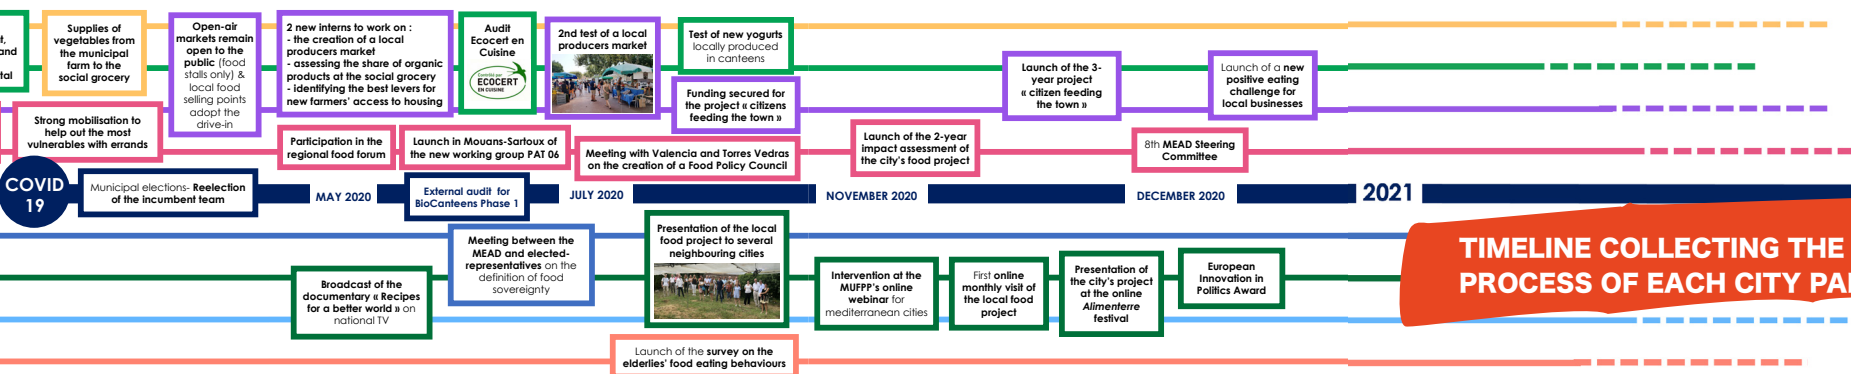 t,
and
tal
Supplies of
vegetables from
the municipal
farm to the
social grocery
Open-air
markets remain
open to the
public (food
stalls only) &
local food
selling points
adopt the
drive-in
2 new interns to work on :
- the creation of a local
producers market
- assessing the share of organic
products at the social grocery
- identifying the best levers for
new farmers' access to housing
Audit
Ecocert en
Cuisine
ECOCERT
EN CUISINE
2nd test of a local
producers market
Test of new yogurts
locally produced
in canteens
Funding secured for
the project « citizens
feeding the town »
Launch of the 3-
year project
« citizen feeding
the town »
Launch of a new
positive eating
challenge for
local businesses
Strong mobilisation to
help out the most
vulnerables with errands
Participation in the
regional food forum
Launch in Mouans-Sartoux of
the new working group PAT 06
Meeting with Valencia and Torres Vedras
on the creation of a Food Policy Council
Launch of the 2-year
impact assessment of
the city's food project
8th MEAD Steering
Committee
COVID
19
Municipal elections- Reelection
of the incumbent team
MAY 2020
External audit for
BioCanteens Phase 1
JULY 2020
NOVEMBER 2020
DECEMBER 2020
2021
Meeting between the
MEAD and elected-
representatives on the
definition of food
sovereignty
Presentation of the local
food project to several
neighbouring cities
Broadcast of the
documentary « Recipes
for a better world » on
national TV
Intervention at the
MUFPP's online
webinar for
mediterranean cities
First online
monthly visit of
the local food
project
Presentation of
the city's project
at the online
Alimenterre
festival
European
Innovation in
Politics Award
TIMELINE COLLECTING THE
PROCESS OF EACH CITY PA
Launch of the survey on the
elderlies' food eating behaviours